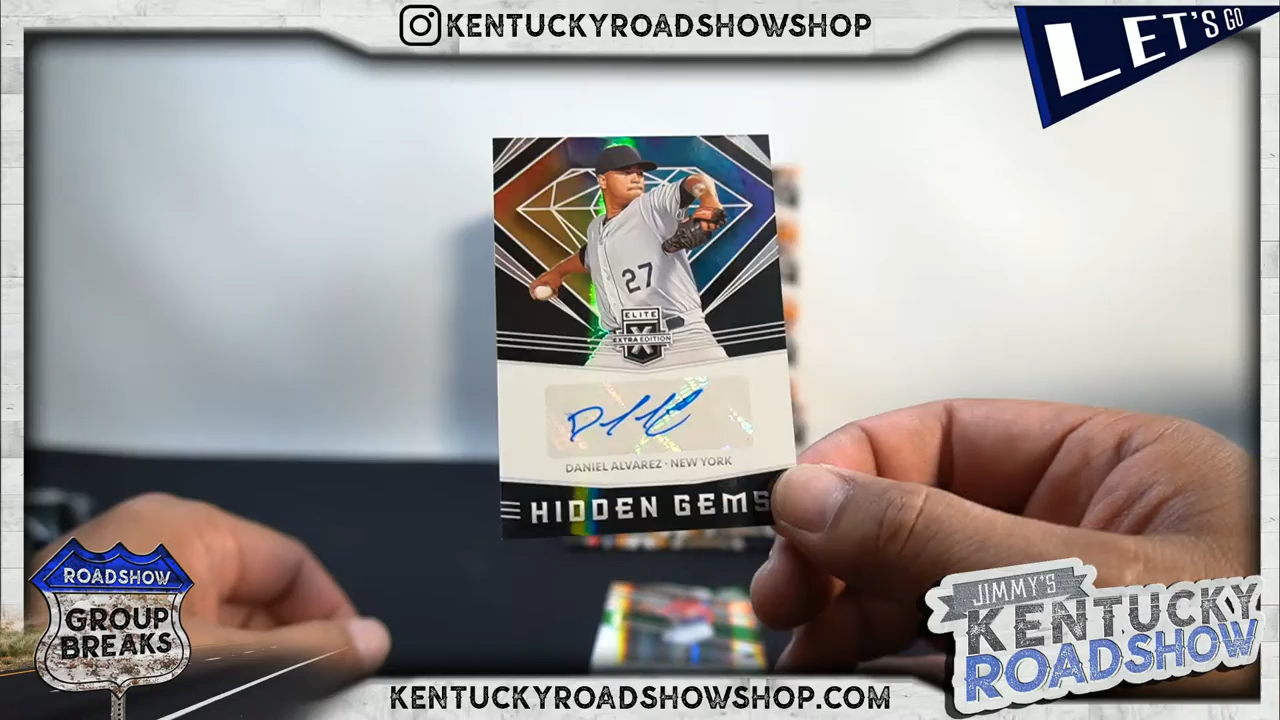 KENTUCKYROADSHOWSHOP
LET'S GO
27
ELITE
X
EXTRA EDITION
DANIEL ALVAREZ · NEW YORK
HIDDEN GEMS
ROADSHOW
GROUP
BREAKS
JIMMY'S
KENTUCKY
ROADSHOW
KENTUCKYROADSHOWSHOP.COM